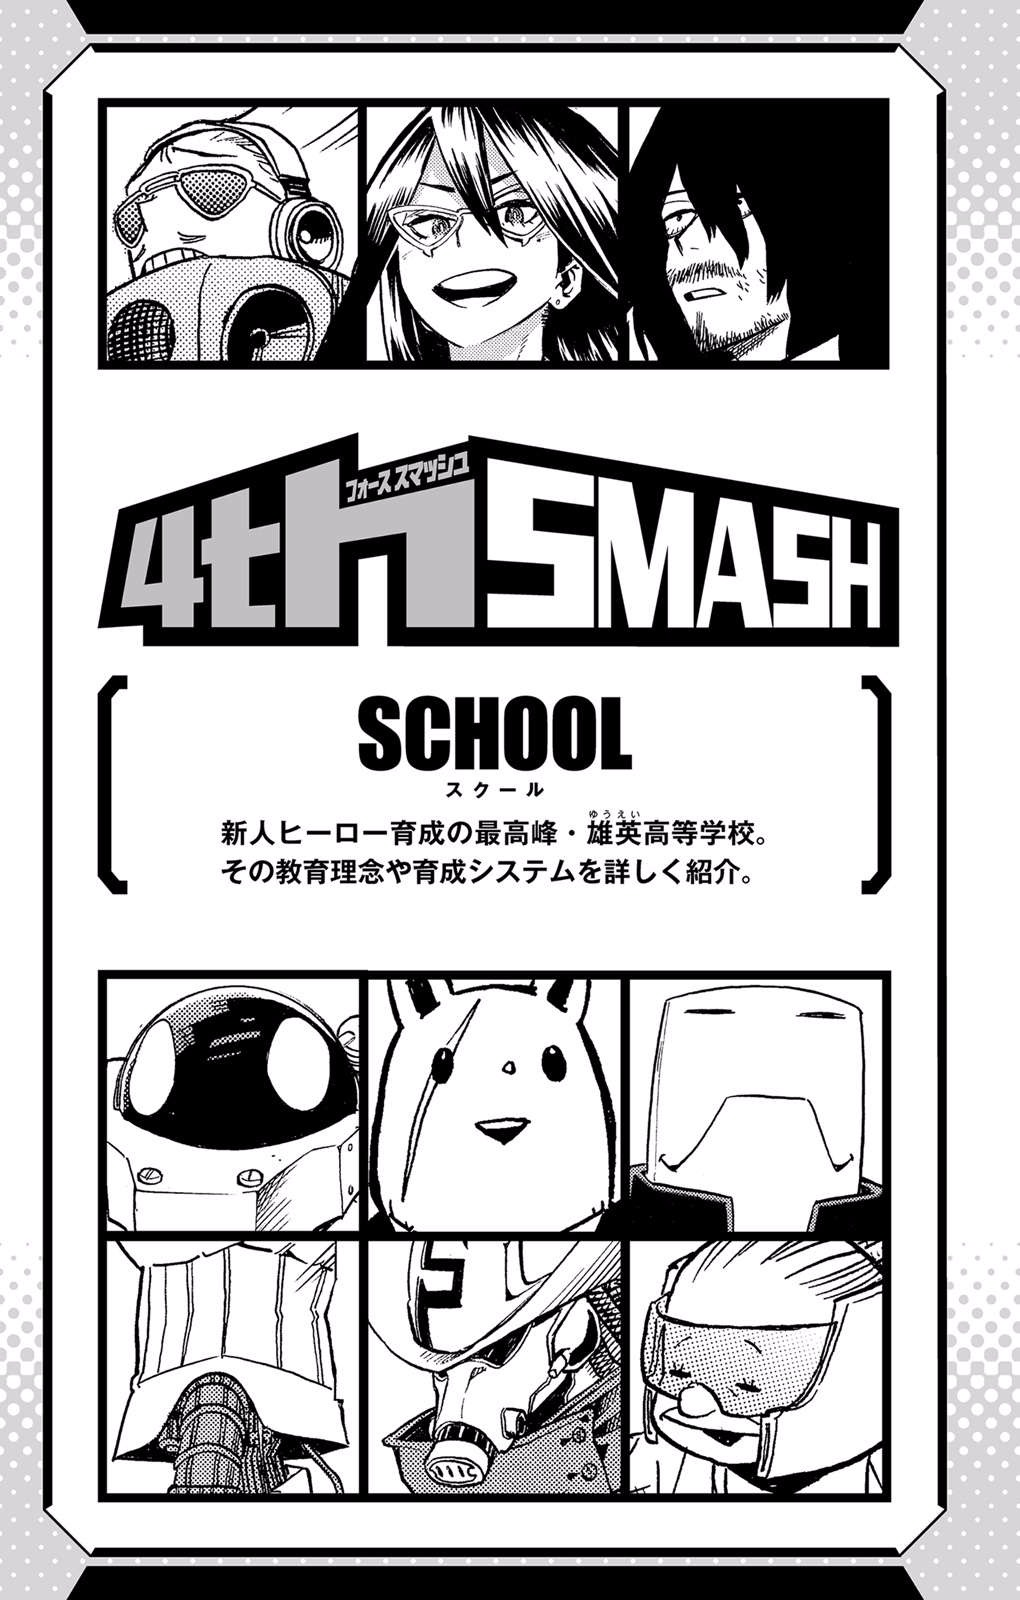 4th SMASH
フォース スマッシュ
SCHOOL
スクール
新人ヒーロー育成の最高峰・雄英高等学校。
ゆうえい
その教育理念や育成システムを詳しく紹介。